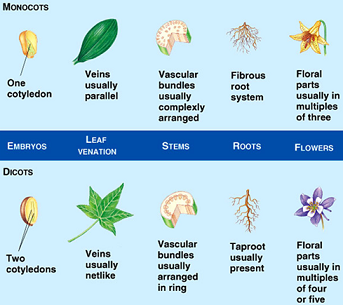 MONOCOTS
One
cotyledon
Veins
usually
parallel
Vascular
bundles
usually
complexly
arranged
Fibrous
root
system
Floral
parts
usually in
multiples
of three
EMBRYOS
LEAF
VENATION
STEMS
ROOTS
FLOWERS
DICOTS
Two
cotyledons
Veins
usually
netlike
Vascular
bundles
usually
arranged
in ring
Taproot
usually
present
Floral
parts
usually in
multiples
of four
or five